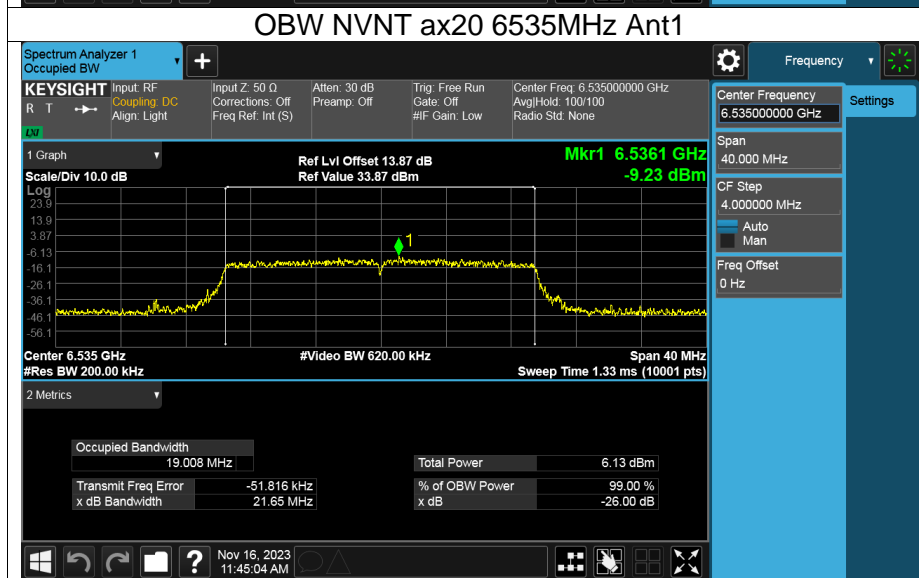 OBW NVNT ax20 6535MHz Ant1
Spectrum Analyzer 1
Occupied BW
+
Frequency
KEYSIGHT
R T
LXI
Input: RF
Coupling: DC
Align: Light
Input Z: 50 Ω
Corrections: Off
Freq Ref: Int (S)
Atten: 30 dB
Preamp: Off
Trig: Free Run
Gate: Off
#IF Gain: Low
Center Freq: 6.535000000 GHz
Avg|Hold: 100/100
Radio Std: None
Center Frequency
6.535000000 GHz
Settings
Span
40.000 MHz
CF Step
4.000000 MHz
Auto
Man
Freq Offset
0 Hz
1 Graph
Scale/Div 10.0 dB
Ref Lvl Offset 13.87 dB
Ref Value 33.87 dBm
Mkr1 6.5361 GHz
-9.23 dBm
Log
23.9
13.9
3.87
-6.13
-16.1
-26.1
-36.1
-46.1
-56.1
1
Center 6.535 GHz
#Video BW 620.00 kHz
Span 40 MHz
#Res BW 200.00 kHz
Sweep Time 1.33 ms (10001 pts)
2 Metrics
Occupied Bandwidth
19.008 MHz
Total Power 6.13 dBm
Transmit Freq Error -51.816 kHz
% of OBW Power 99.00 %
x dB Bandwidth 21.65 MHz
x dB -26.00 dB
?
Nov 16, 2023
11:45:04 AM